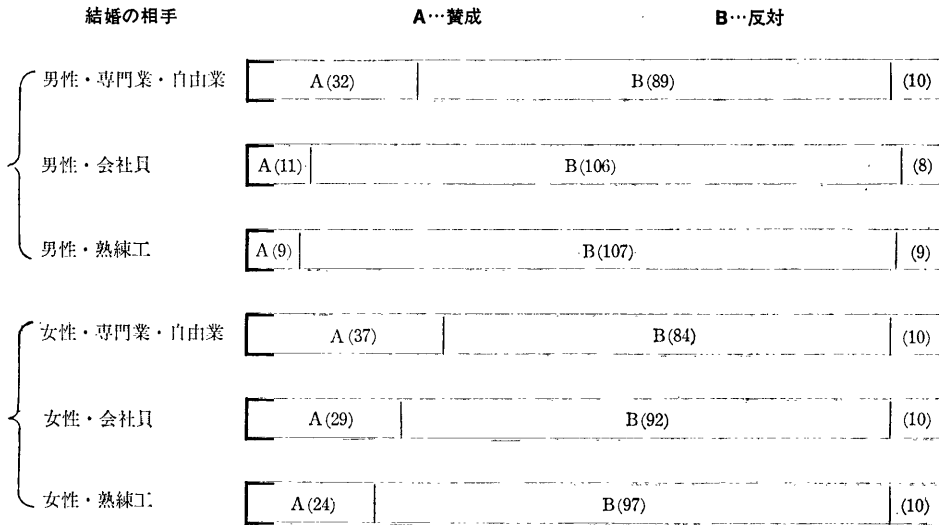 結婚の相手 A…賛成 B…反対
男性・専門業・自由業 A(32) B(89) (10)
男性・会社員 A(11) B(106) (8)
男性・熟練工 A(9) B(107) (9)
女性・専門業・自由業 A(37) B(84) (10)
女性・会社員 A(29) B(92) (10)
女性・熟練工 A(24) B(97) (10)